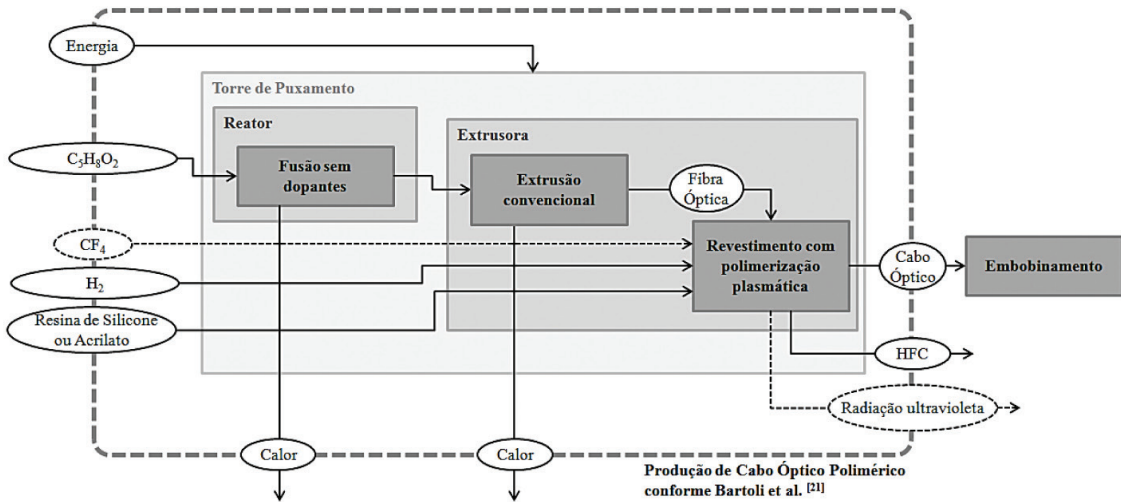 Energia
Torre de Puxamento
Reator
Extrusora
C₅H₈O₂
Fusão sem
dopantes
Extrusão
convencional
Fibra
Óptica
CF₄
Revestimento com
polimerização
plasmática
Cabo
Óptico
Embobinamento
H₂
Resina de Silicone
ou Acrilato
HFC
Radiação ultravioleta
Calor
Calor
Produção de Cabo Óptico Polimérico
conforme Bartoli et al. [21]